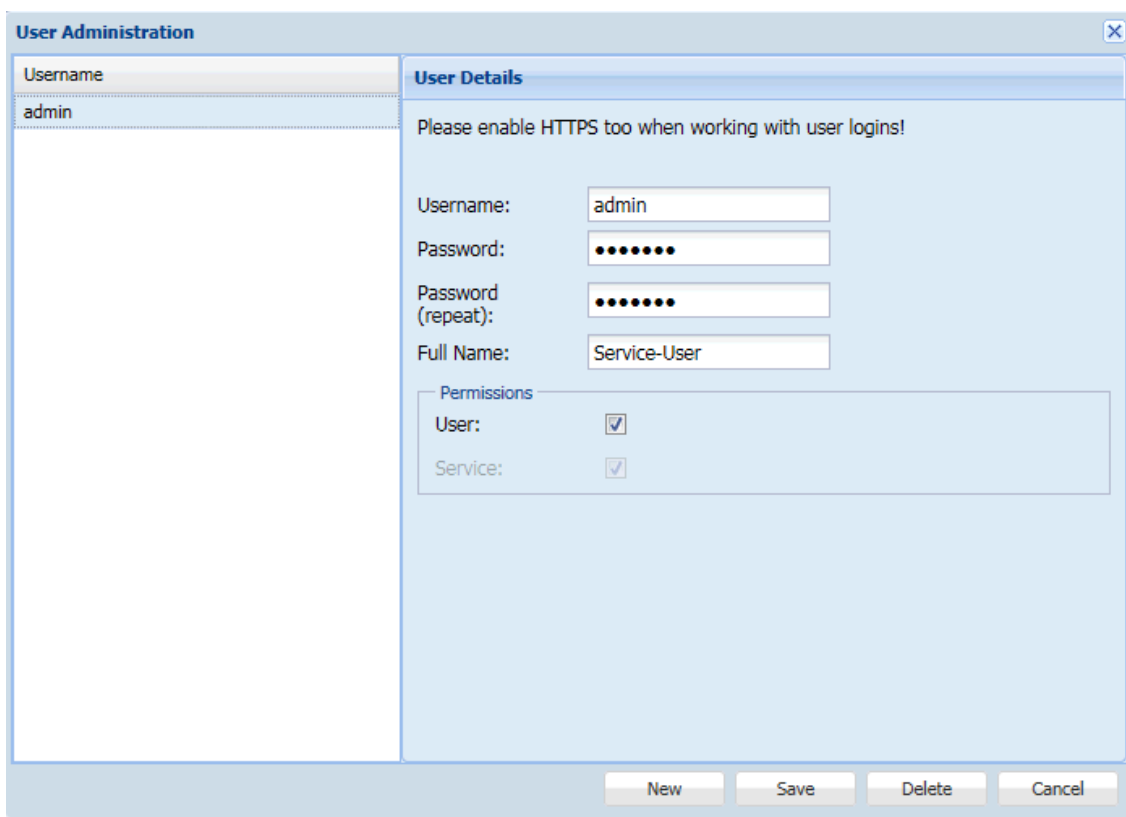 User Administration
Username
admin
User Details
Please enable HTTPS too when working with user logins!
Username:
admin
Password:
●●●●●●●
Password
(repeat):
●●●●●●●
Full Name:
Service-User
Permissions
User:
Service:
New
Save
Delete
Cancel